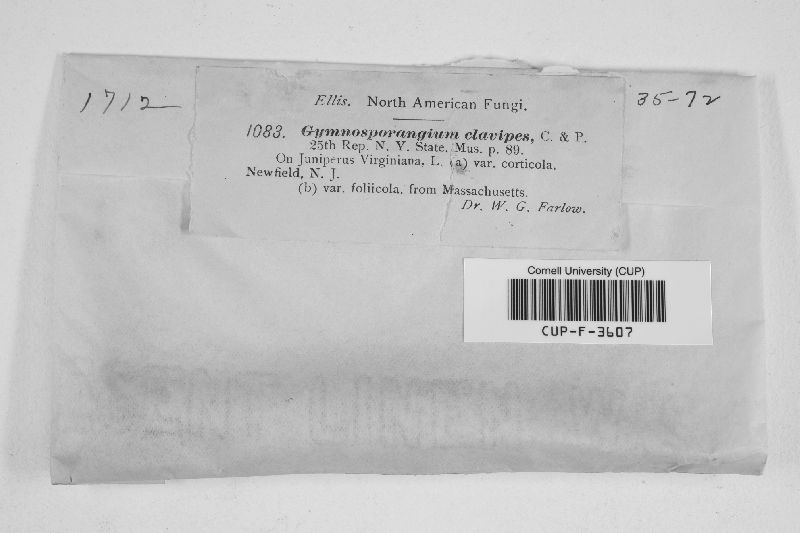 1712
35-72
Ellis. North American Fungi.
1083. Gymnosporangium clavipes, C. & P.
25th Rep. N. Y. State. Mus. p. 89.
On Juniperus Virginiana, L. (a) var. corticola,
Newfield, N. J.
(b) var. foliicola, from Massachusetts.
Dr. W. G. Farlow.
Cornell University (CUP)
CUP-F-3607